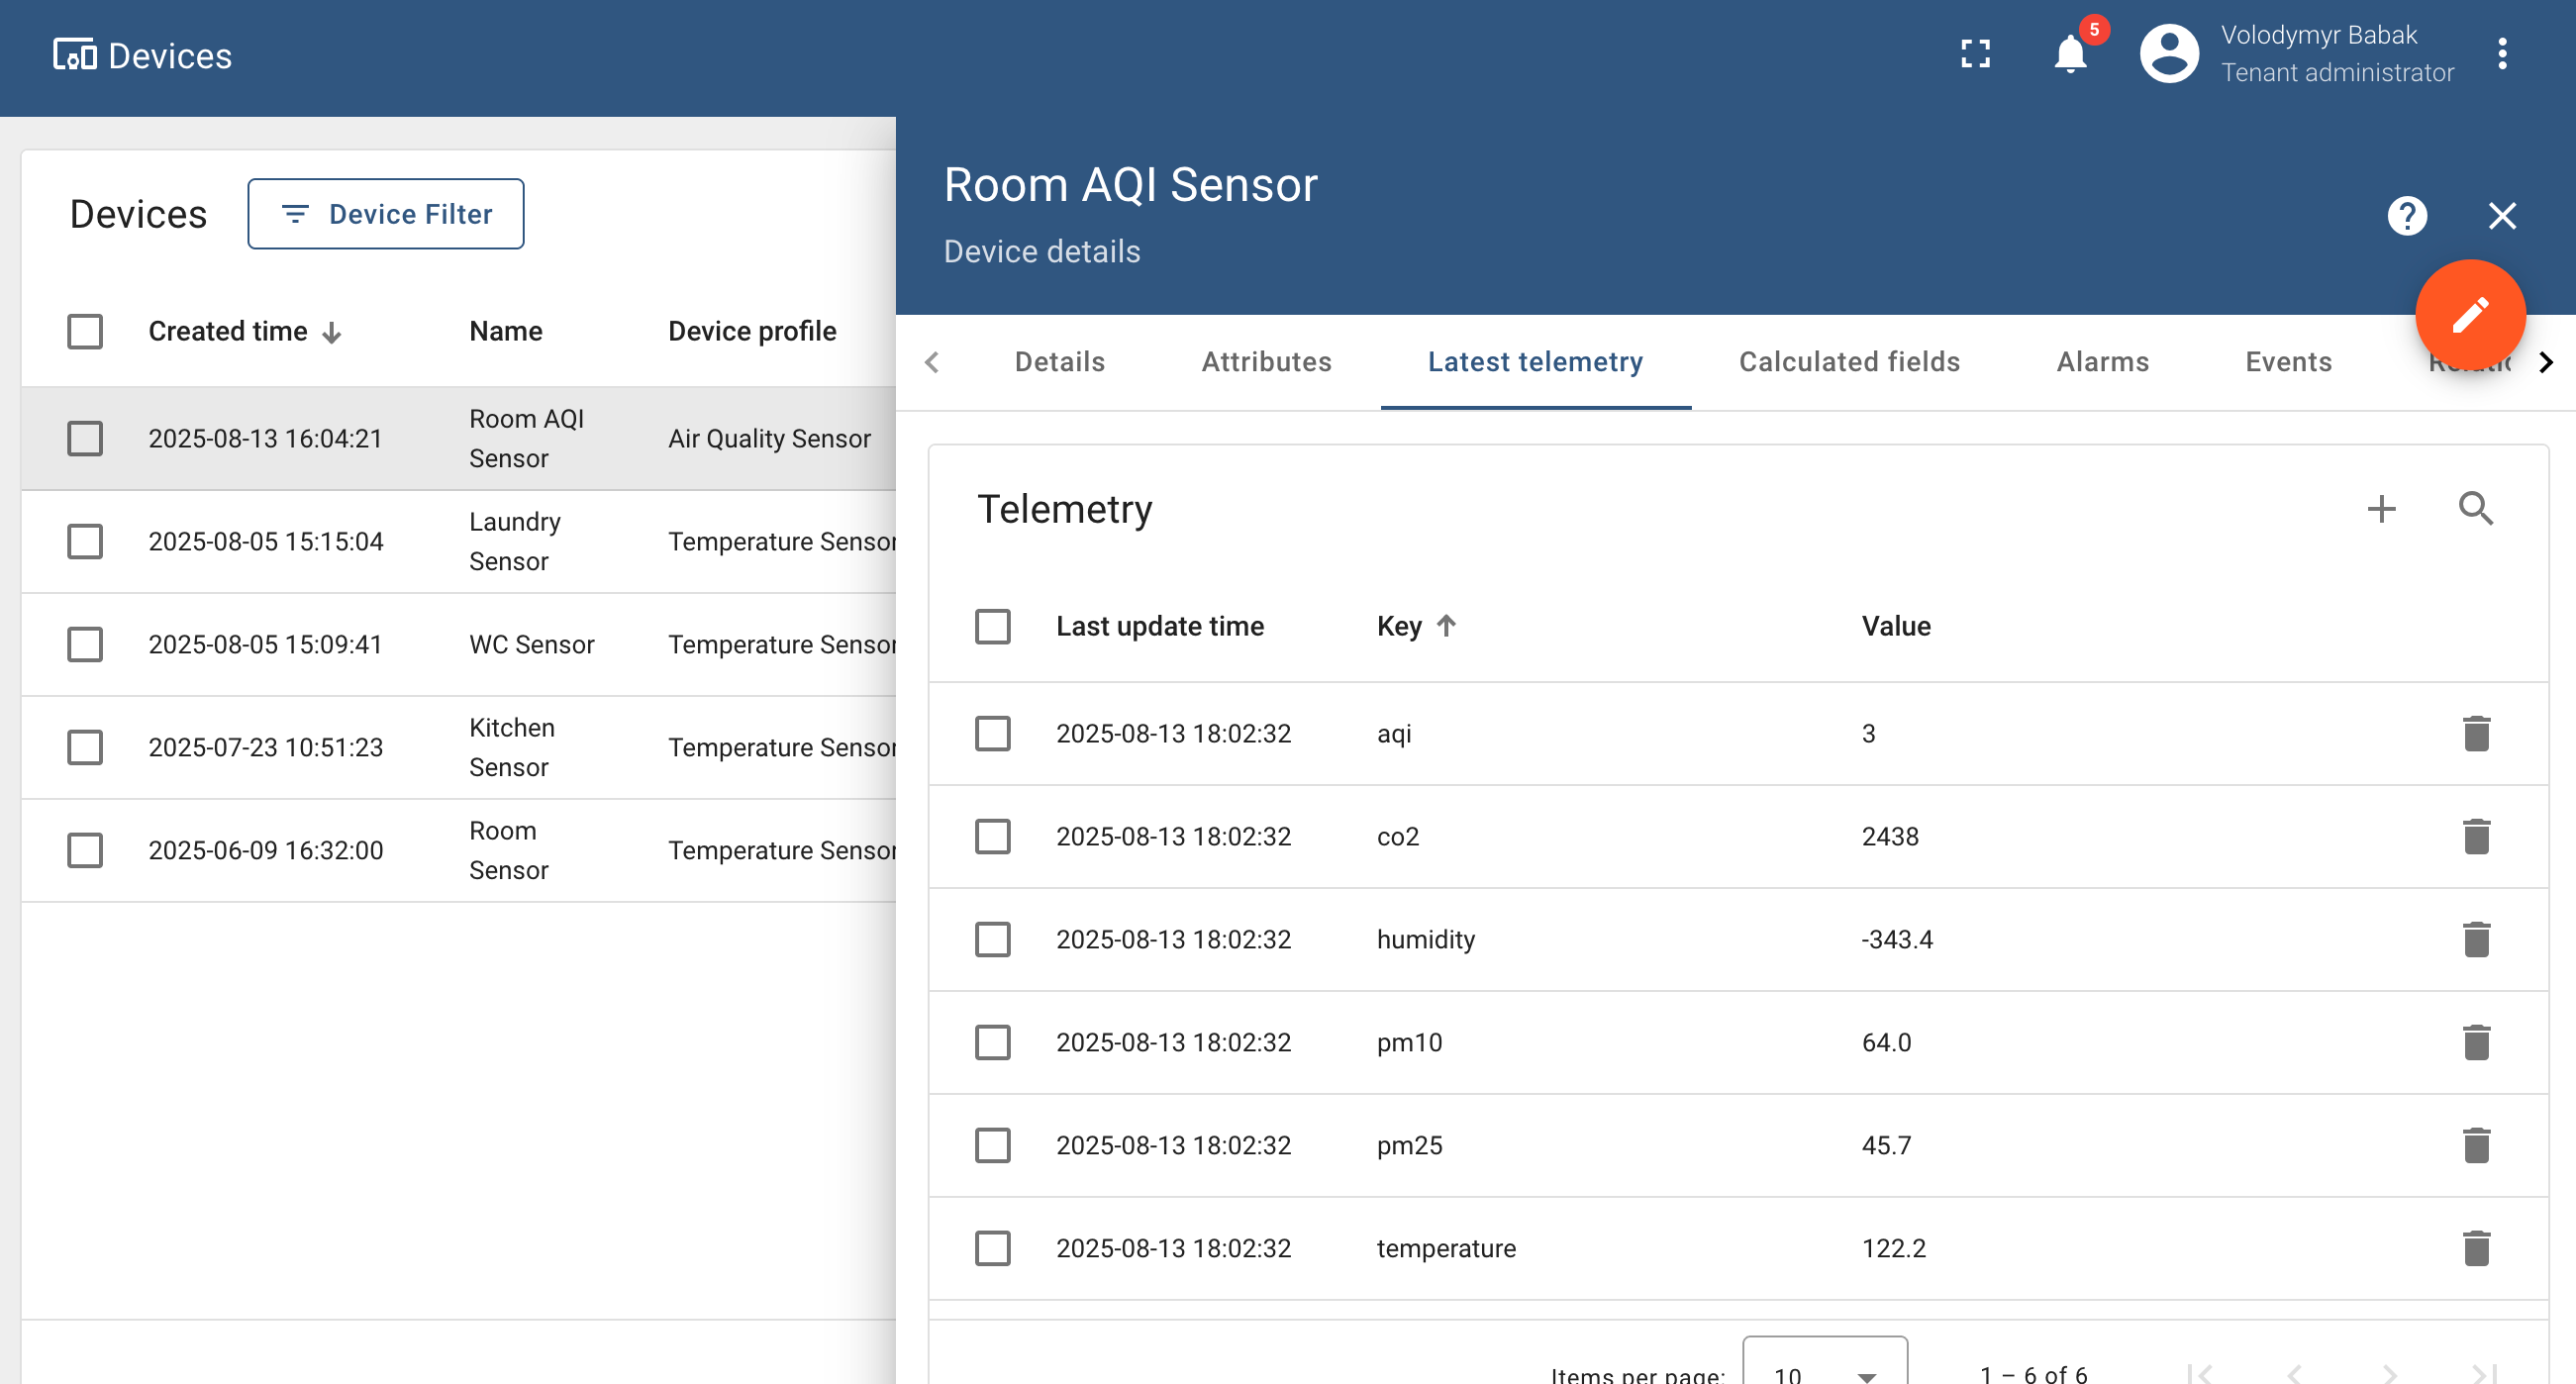 Devices
5
Volodymyr Babak
Tenant administrator
Devices
Device Filter
Created time
Name
Device profile
2025-08-13 16:04:21
Room AQI
Sensor
Air Quality Sensor
2025-08-05 15:15:04
Laundry
Sensor
Temperature Sensor
2025-08-05 15:09:41
WC Sensor
Temperature Sensor
2025-07-23 10:51:23
Kitchen
Sensor
Temperature Sensor
2025-06-09 16:32:00
Room
Sensor
Temperature Sensor
Room AQI Sensor
Device details
Details
Attributes
Latest telemetry
Calculated fields
Alarms
Events
Telemetry
Last update time
Key
Value
2025-08-13 18:02:32
aqi
3
2025-08-13 18:02:32
co2
2438
2025-08-13 18:02:32
humidity
-343.4
2025-08-13 18:02:32
pm10
64.0
2025-08-13 18:02:32
pm25
45.7
2025-08-13 18:02:32
temperature
122.2
Items per page:
10
1 – 6 of 6